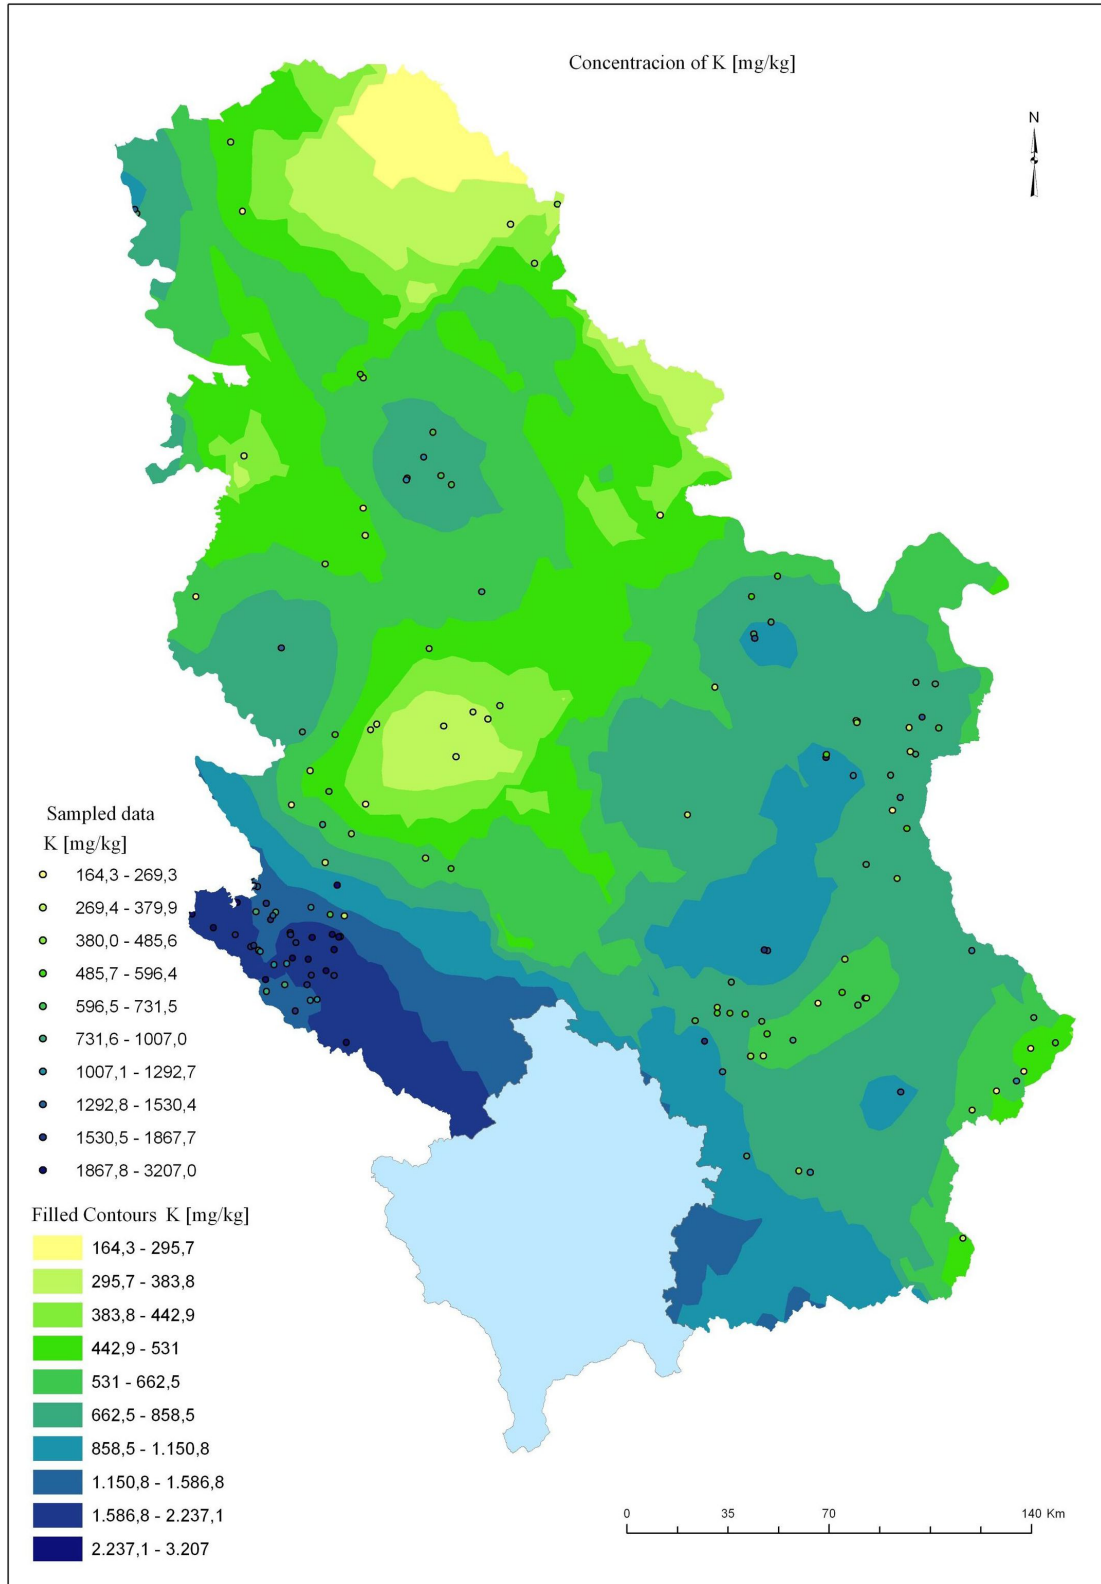 Concentracion of K [mg/kg]
N
Sampled data
K [mg/kg]
164,3 - 269,3
269,4 - 379,9
380,0 - 485,6
485,7 - 596,4
596,5 - 731,5
731,6 - 1007,0
1007,1 - 1292,7
1292,8 - 1530,4
1530,5 - 1867,7
1867,8 - 3207,0
Filled Contours K [mg/kg]
164,3 - 295,7
295,7 - 383,8
383,8 - 442,9
442,9 - 531
531 - 662,5
662,5 - 858,5
858,5 - 1.150,8
1.150,8 - 1.586,8
1.586,8 - 2.237,1
2.237,1 - 3.207
0 35 70 140 Km